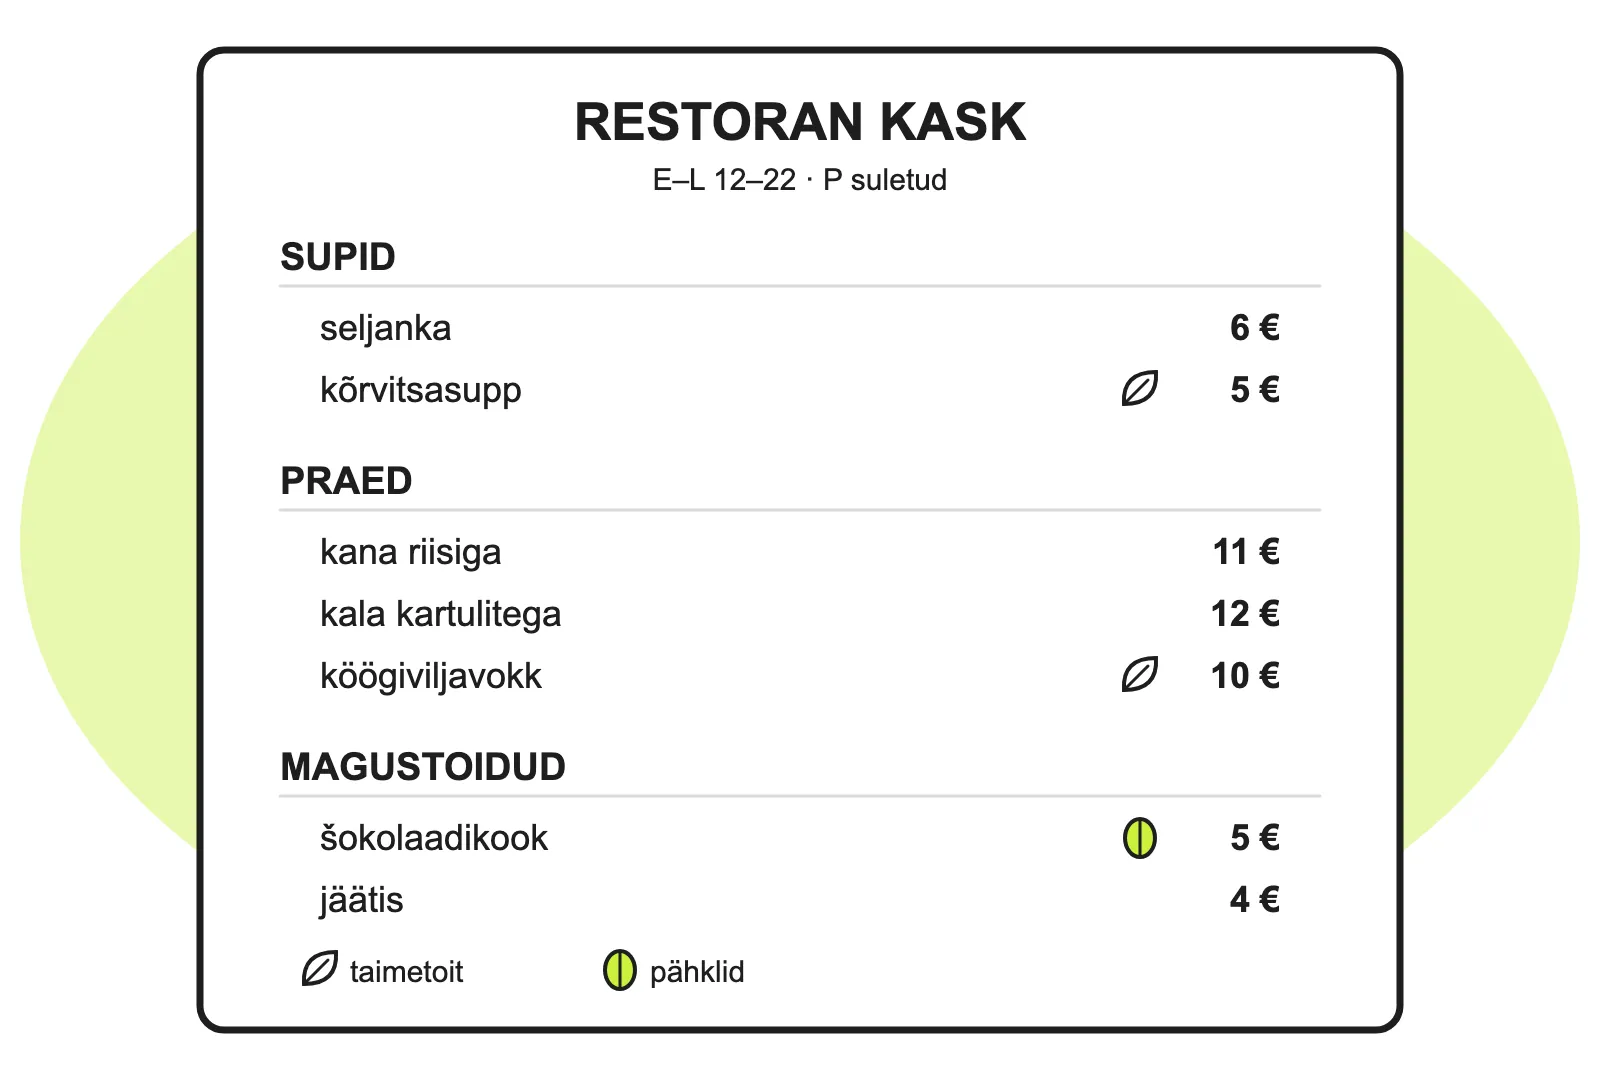 RESTORAN KASK
E–L 12–22 · P suletud
SUPID
seljanka 6 €
kõrvitsasupp 5 €
PRAED
kana riisiga 11 €
kala kartulitega 12 €
köögiviljavokk 10 €
MAGUSTOIDUD
šokolaadikook 5 €
jäätis 4 €
taimetoit pähklid